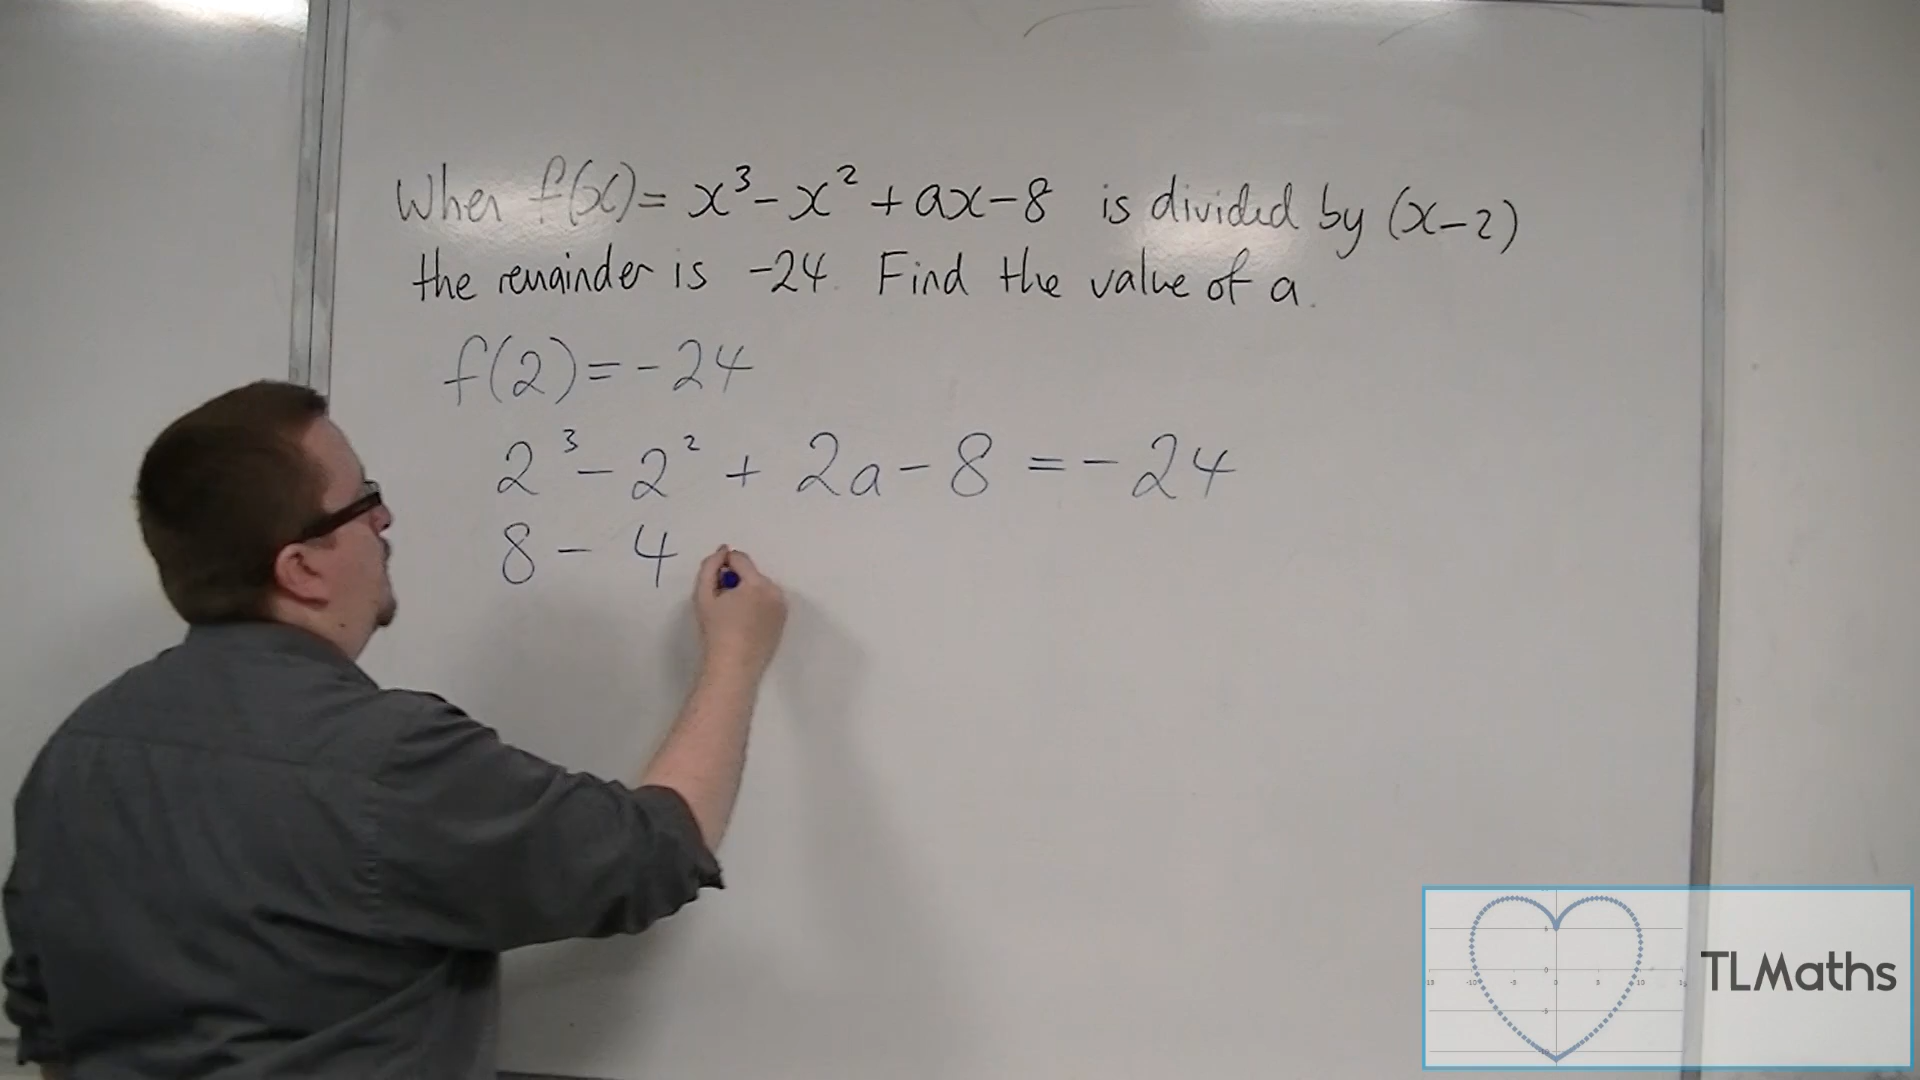 When f(x) = x³ - x² + ax - 8 is divided by (x-2)
the remainder is -24. Find the value of a.
f(2) = -24
2³ - 2² + 2a - 8 = -24
8 - 4
TLMaths